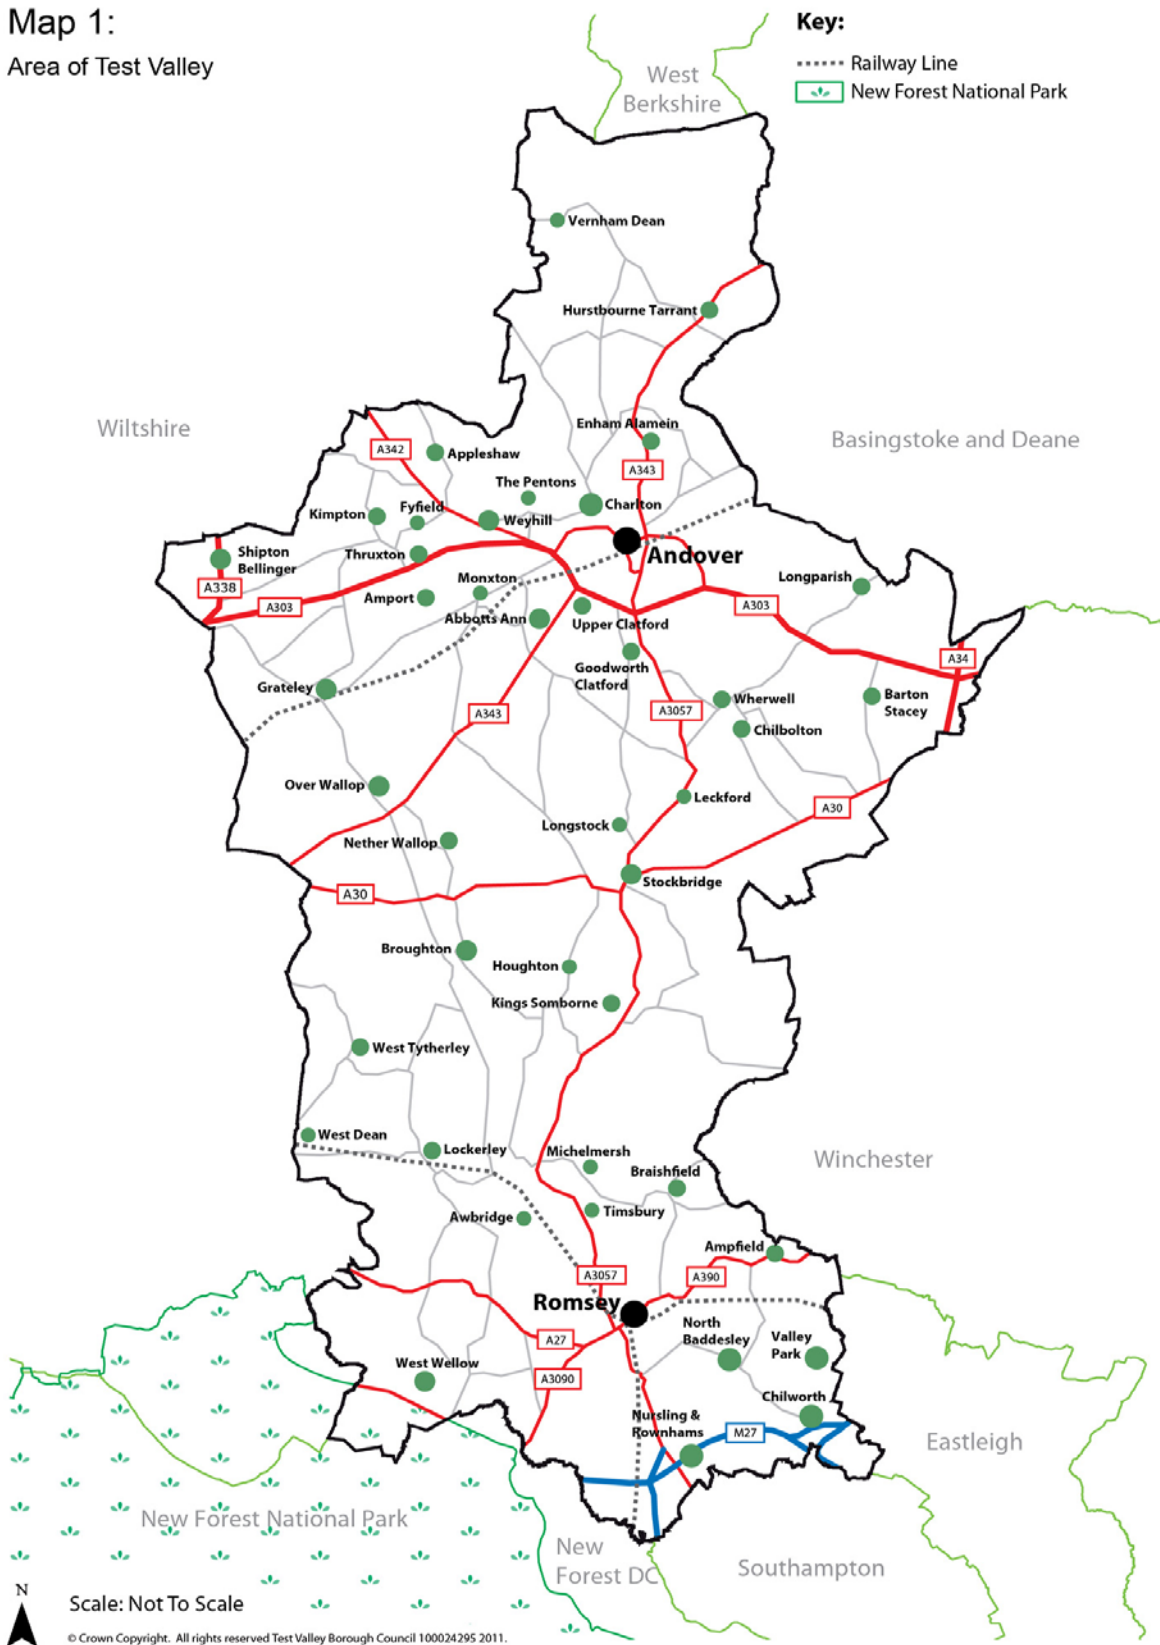 Map 1:
Area of Test Valley
Key:
Railway Line
New Forest National Park
West
Berkshire
Vernham Dean
Hurstbourne Tarrant
Wiltshire
Basingstoke and Deane
Enham Alamein
A342
Appleshaw
A343
The Pentons
Charlton
Kimpton
Fyfield
Weyhill
Andover
Shipton
Bellinger
Thruxton
Monxton
Longparish
A338
A303
Amport
Abbotts Ann
Upper Clatford
A303
A34
Goodworth
Clatford
Grateley
A343
A3057
Wherwell
Barton
Stacey
Chilbolton
Over Wallop
Leckford
A30
Longstock
Nether Wallop
Stockbridge
A30
Broughton
Houghton
Kings Somborne
West Tytherley
West Dean
Lockerley
Michelmersh
Braishfield
Winchester
Awbridge
Timsbury
Ampfield
A3057
A390
Romsey
A27
North
Baddesley
Valley
Park
West Wellow
A3090
Chilworth
Nursling &
Rownhams
M27
Eastleigh
New Forest National Park
New
Forest DC
Southampton
N
Scale: Not To Scale
© Crown Copyright. All rights reserved Test Valley Borough Council 100024295 2011.